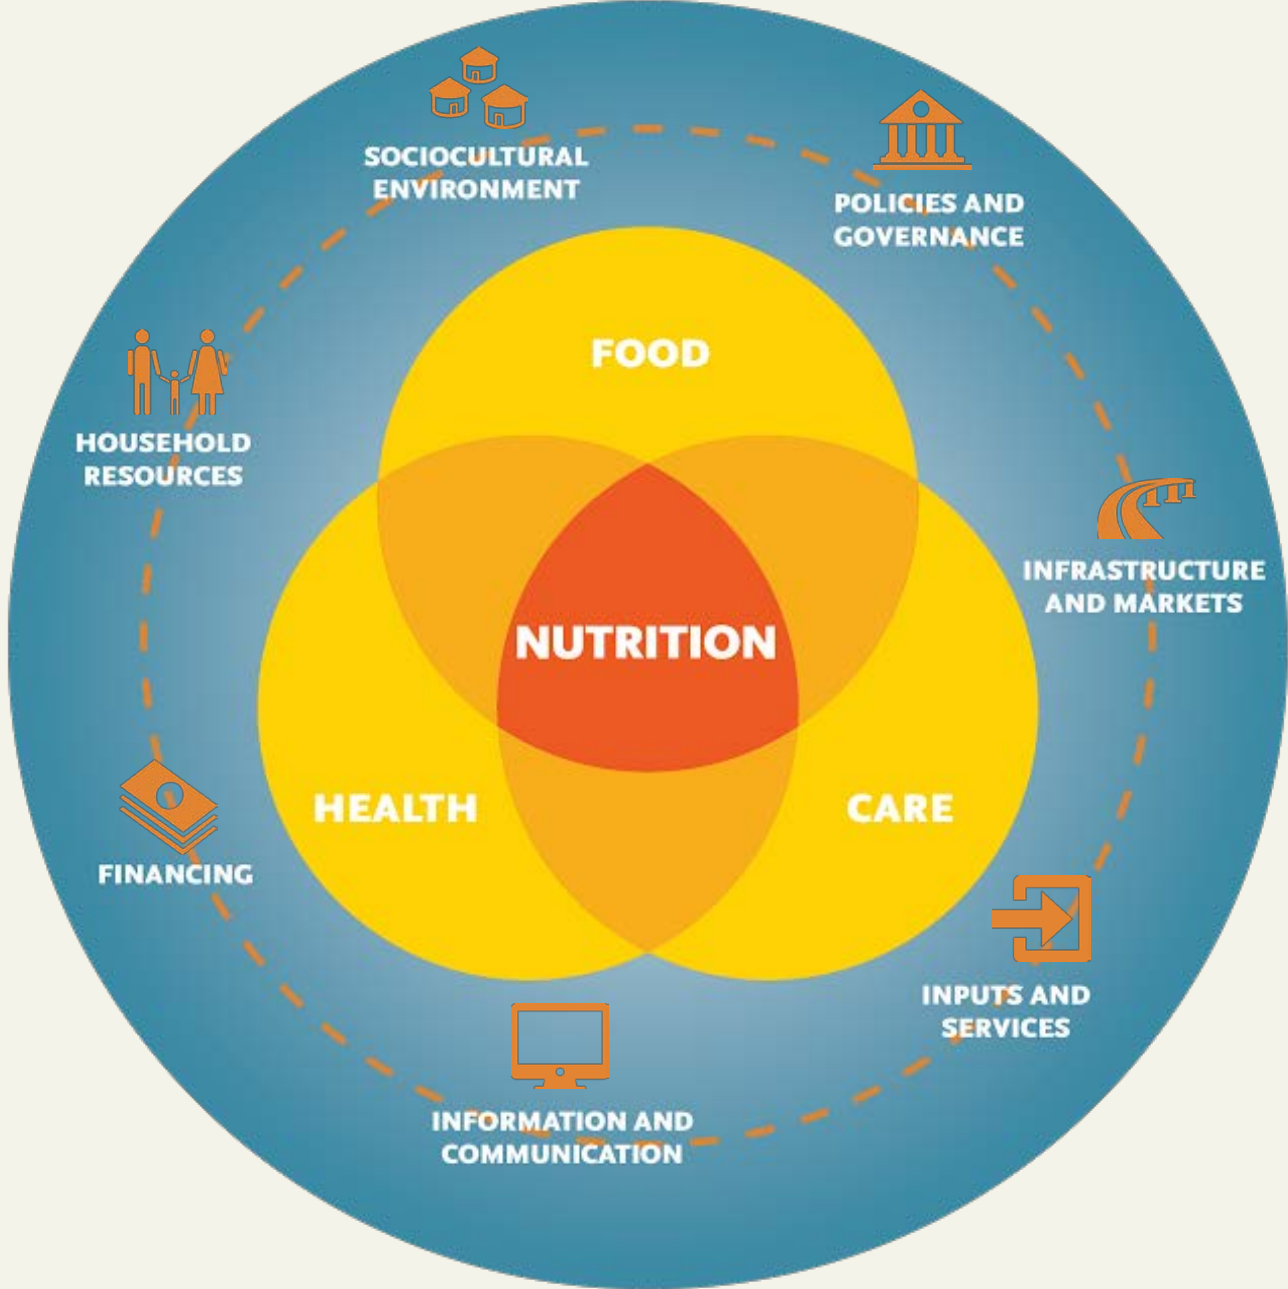 SOCIOCULTURAL
ENVIRONMENT
POLICIES AND
GOVERNANCE
FOOD
HOUSEHOLD
RESOURCES
INFRASTRUCTURE
AND MARKETS
NUTRITION
HEALTH
CARE
FINANCING
INPUTS AND
SERVICES
INFORMATION AND
COMMUNICATION